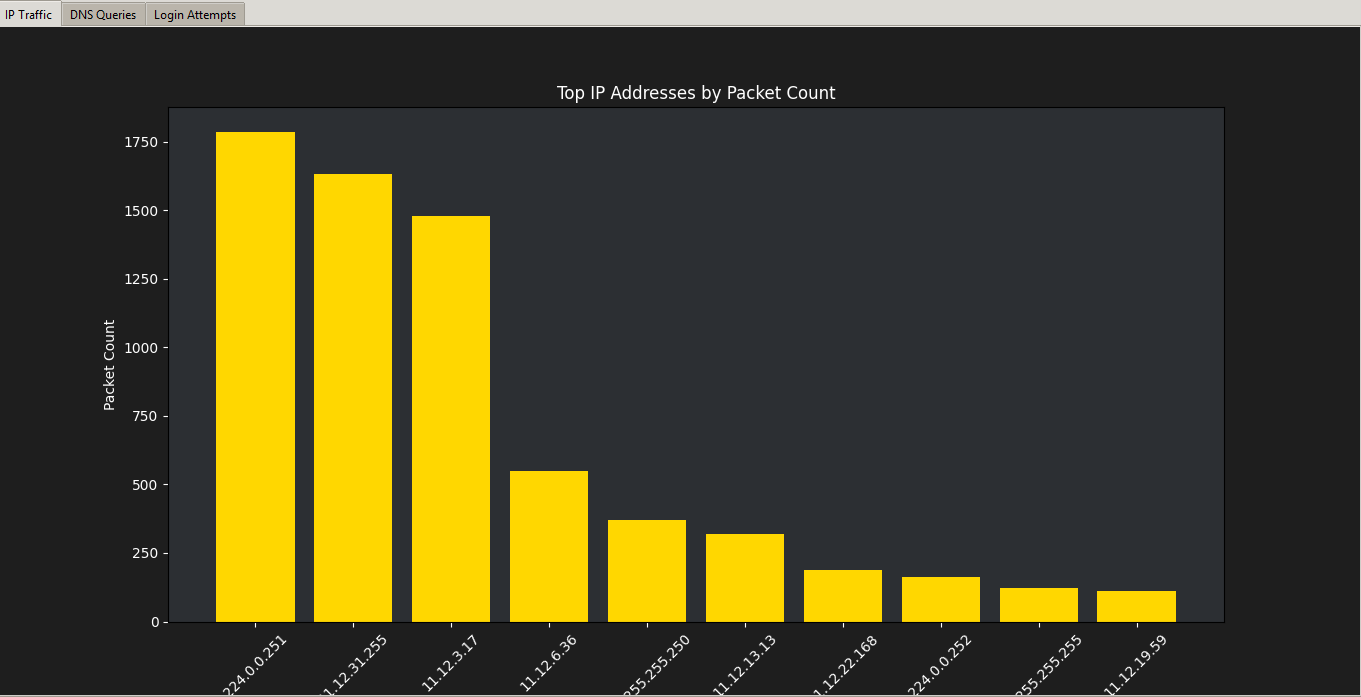 IP Traffic DNS Queries Login Attempts
Top IP Addresses by Packet Count
Packet Count
1750
1500
1250
1000
750
500
250
0
224.0.0.251 1.12.31.255 11.12.3.17 11.12.6.36 255.255.250 11.12.13.13 1.12.22.168 224.0.0.252 255.255.255 11.12.19.59